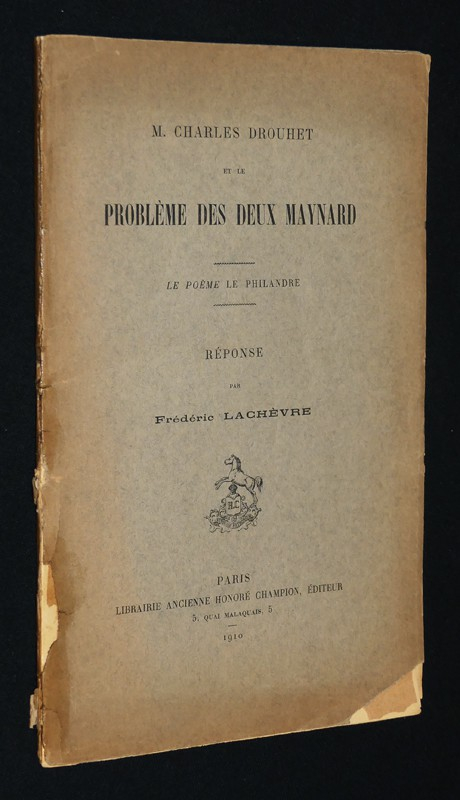 M. CHARLES DROUHET
ET LE
PROBLÈME DES DEUX MAYNARD
LE POÈME LE PHILANDRE
RÉPONSE
PAR
Frédéric LACHÈVRE
PARIS
LIBRAIRIE ANCIENNE HONORÉ CHAMPION, ÉDITEUR
5, QUAI MALAQUAIS, 5
1910